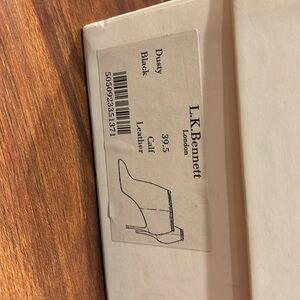 L.K.Bennett
London
39.5
Calf
Leather
Dusty
Black
5050923351371